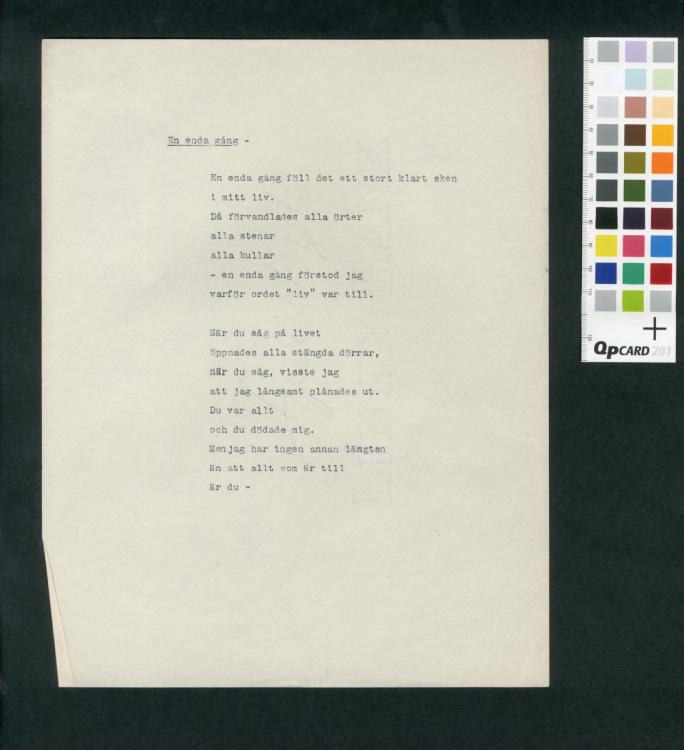 En enda gång -
En enda gång föll det ett stort klart sken
i mitt liv.
Då förvandlades alla örter
alla stenar
alla kullar
- en enda gång förstod jag
varför ordet "liv" var till.
När du såg på livet
öppnades alla stängda dörrar,
när du såg, visste jag
att jag långsamt plånades ut.
Du var allt
och du dödade mig.
Menjag har ingen annan längtan
än att allt som är till
är du -
QPCARD 201